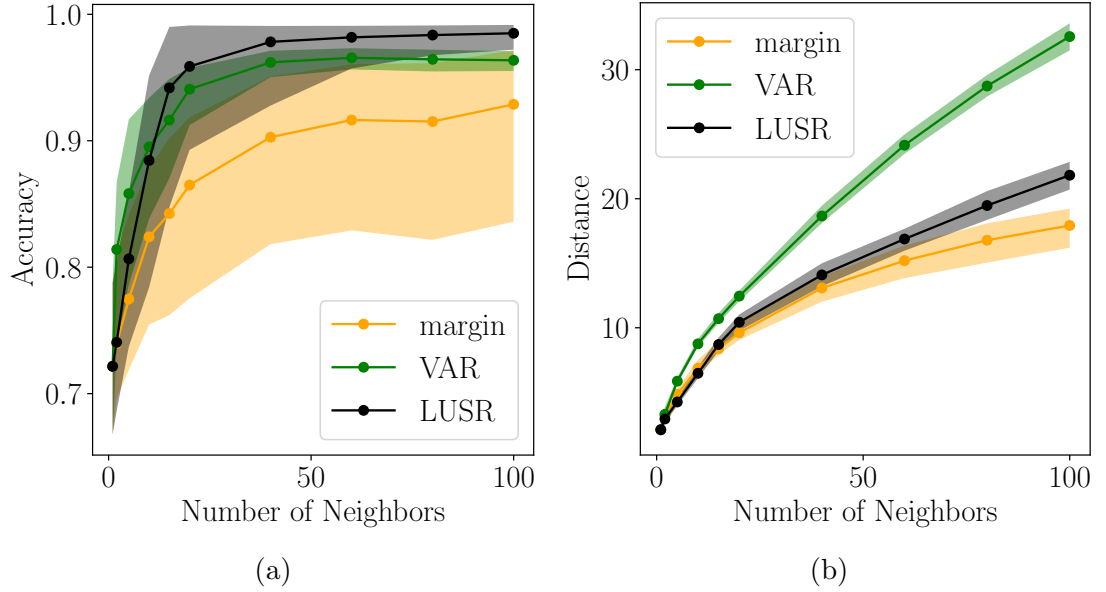 1.0
0.9
0.8
0.7
Accuracy
margin
VAR
LUSR
0
50
100
Number of Neighbors
(a)
30
20
10
Distance
margin
VAR
LUSR
0
50
100
Number of Neighbors
(b)